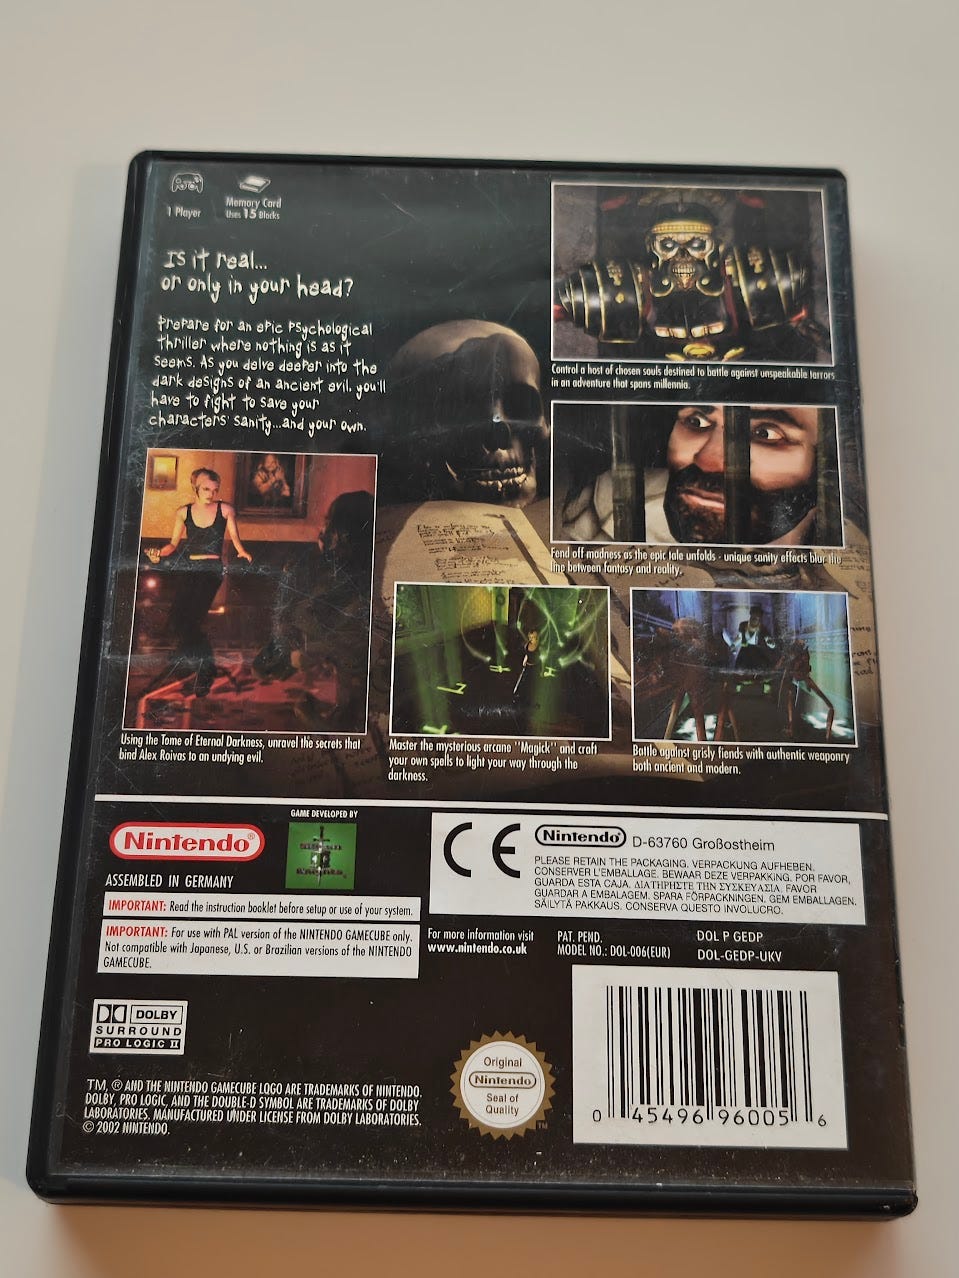 1 Player
Memory Card
Uses 15 Blocks
Is it real...
or only in your head?
Prepare for an epic psychological
thriller where nothing is as it
seems. As you delve deeper into the
dark designs of an ancient evil, you'll
have to fight to save your
characters' sanity...and your own.
Control a host of chosen souls destined to battle against unspeakable terrors
in an adventure that spans millennia.
Fend off madness as the epic tale unfolds - unique sanity effects blur the
line between fantasy and reality.
Using the Tome of Eternal Darkness, unravel the secrets that
bind Alex Roivas to an undying evil.
Master the mysterious arcane "Magick" and craft
your own spells to light your way through the
darkness.
Battle against grisly fiends with authentic weaponry
both ancient and modern.
Nintendo®
ASSEMBLED IN GERMANY
GAME DEVELOPED BY
Silicon
Knights
IMPORTANT: Read the instruction booklet before setup or use of your system.
IMPORTANT: For use with PAL version of the NINTENDO GAMECUBE only.
Not compatible with Japanese, U.S. or Brazilian versions of the NINTENDO
GAMECUBE.
CE
Nintendo® D-63760 Großostheim
PLEASE RETAIN THE PACKAGING. VERPACKUNG AUFHEBEN.
CONSERVER L'EMBALLAGE. BEWAAR DEZE VERPAKKING. POR FAVOR,
GUARDA ESTA CAJA. ΔΙΑΤΗΡΗΣΤΕ ΤΗΝ ΣΥΣΚΕΥΑΣΙΑ. FAVOR
GUARDAR A EMBALAGEM. SPARA FÖRPACKNINGEN. GEM EMBALLAGEN.
SÄILYTÄ PAKKAUS. CONSERVA QUESTO INVOLUCRO.
For more information visit
www.nintendo.co.uk
PAT. PEND.
MODEL NO.: DOL-006(EUR)
DOL P GEDP
DOL-GEDP-UKV
DOLBY
SURROUND
PRO LOGIC II
TM, ® AND THE NINTENDO GAMECUBE LOGO ARE TRADEMARKS OF NINTENDO.
DOLBY, PRO LOGIC, AND THE DOUBLE-D SYMBOL ARE TRADEMARKS OF DOLBY
LABORATORIES. MANUFACTURED UNDER LICENSE FROM DOLBY LABORATORIES.
© 2002 NINTENDO.
Original
Nintendo®
Seal of
Quality
TM
0 45496 96005 6